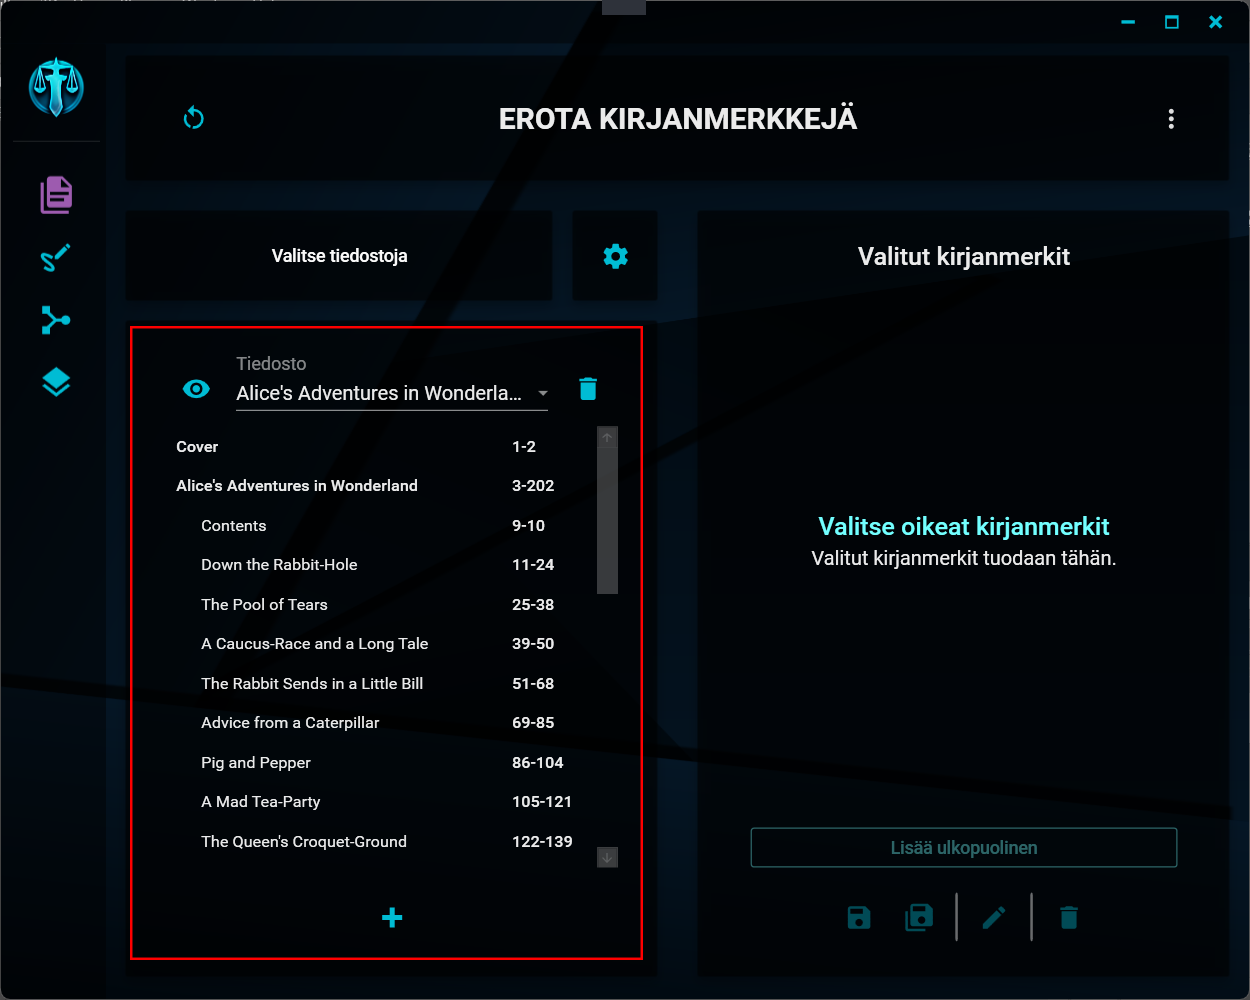 EROTA KIRJANMERKKEJÄ
Valitse tiedostoja
Valitut kirjanmerkit
Tiedosto
Alice's Adventures in Wonderla...
Cover 1-2
Alice's Adventures in Wonderland 3-202
Contents 9-10
Down the Rabbit-Hole 11-24
The Pool of Tears 25-38
A Caucus-Race and a Long Tale 39-50
The Rabbit Sends in a Little Bill 51-68
Advice from a Caterpillar 69-85
Pig and Pepper 86-104
A Mad Tea-Party 105-121
The Queen's Croquet-Ground 122-139
Valitse oikeat kirjanmerkit
Valitut kirjanmerkit tuodaan tähän.
Lisää ulkopuolinen